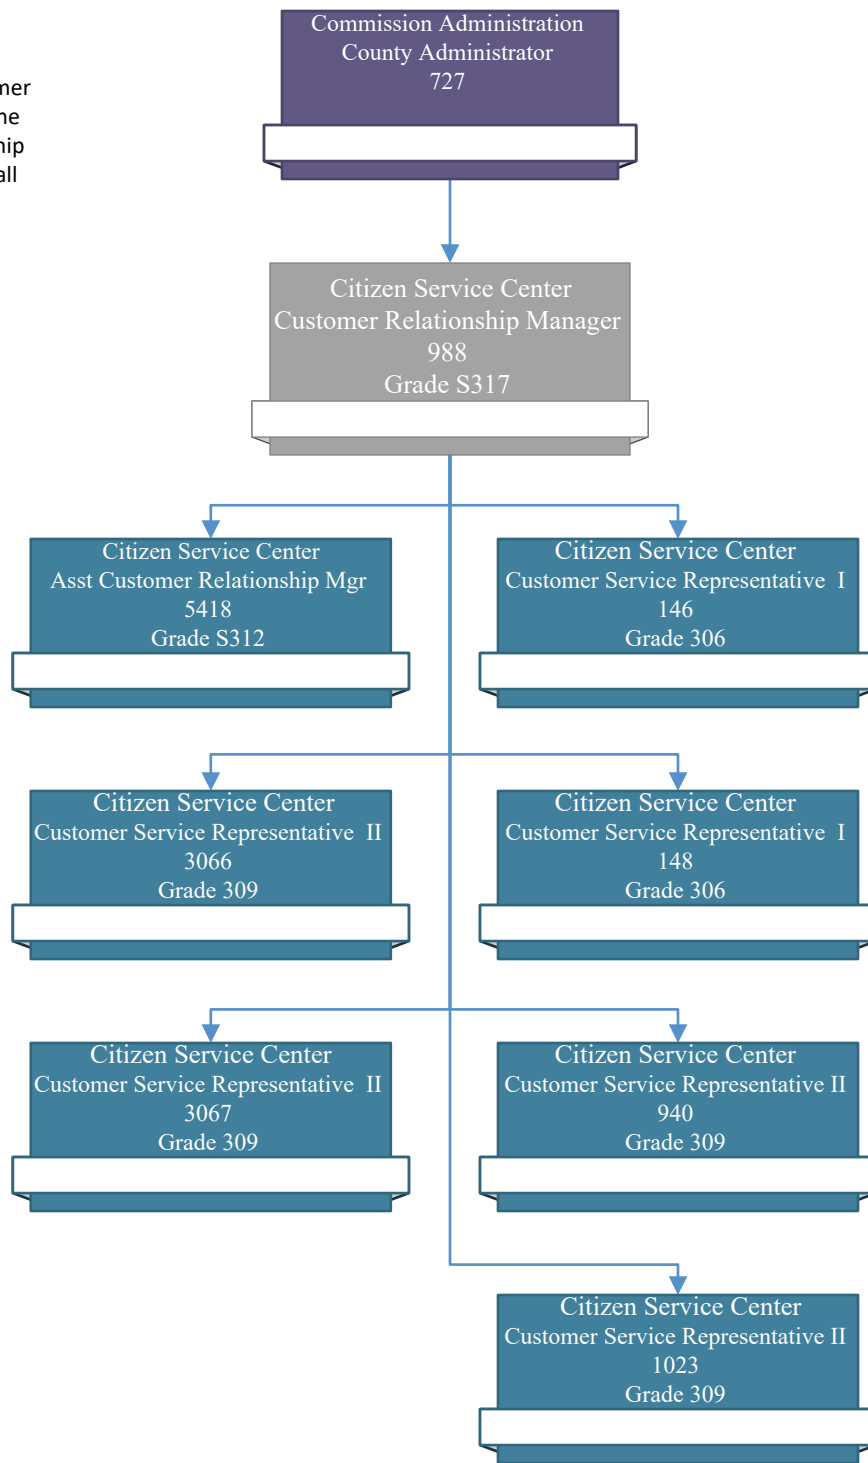 Commission Administration
County Administrator
727
all
Citizen Service Center
Customer Relationship Manager
988
Grade S317
Citizen Service Center
Asst Customer Relationship Mgr
5418
Grade S312
Citizen Service Center
Customer Service Representative I
146
Grade 306
Citizen Service Center
Customer Service Representative II
3066
Grade 309
Citizen Service Center
Customer Service Representative I
148
Grade 306
Citizen Service Center
Customer Service Representative II
3067
Grade 309
Citizen Service Center
Customer Service Representative II
940
Grade 309
Citizen Service Center
Customer Service Representative II
1023
Grade 309